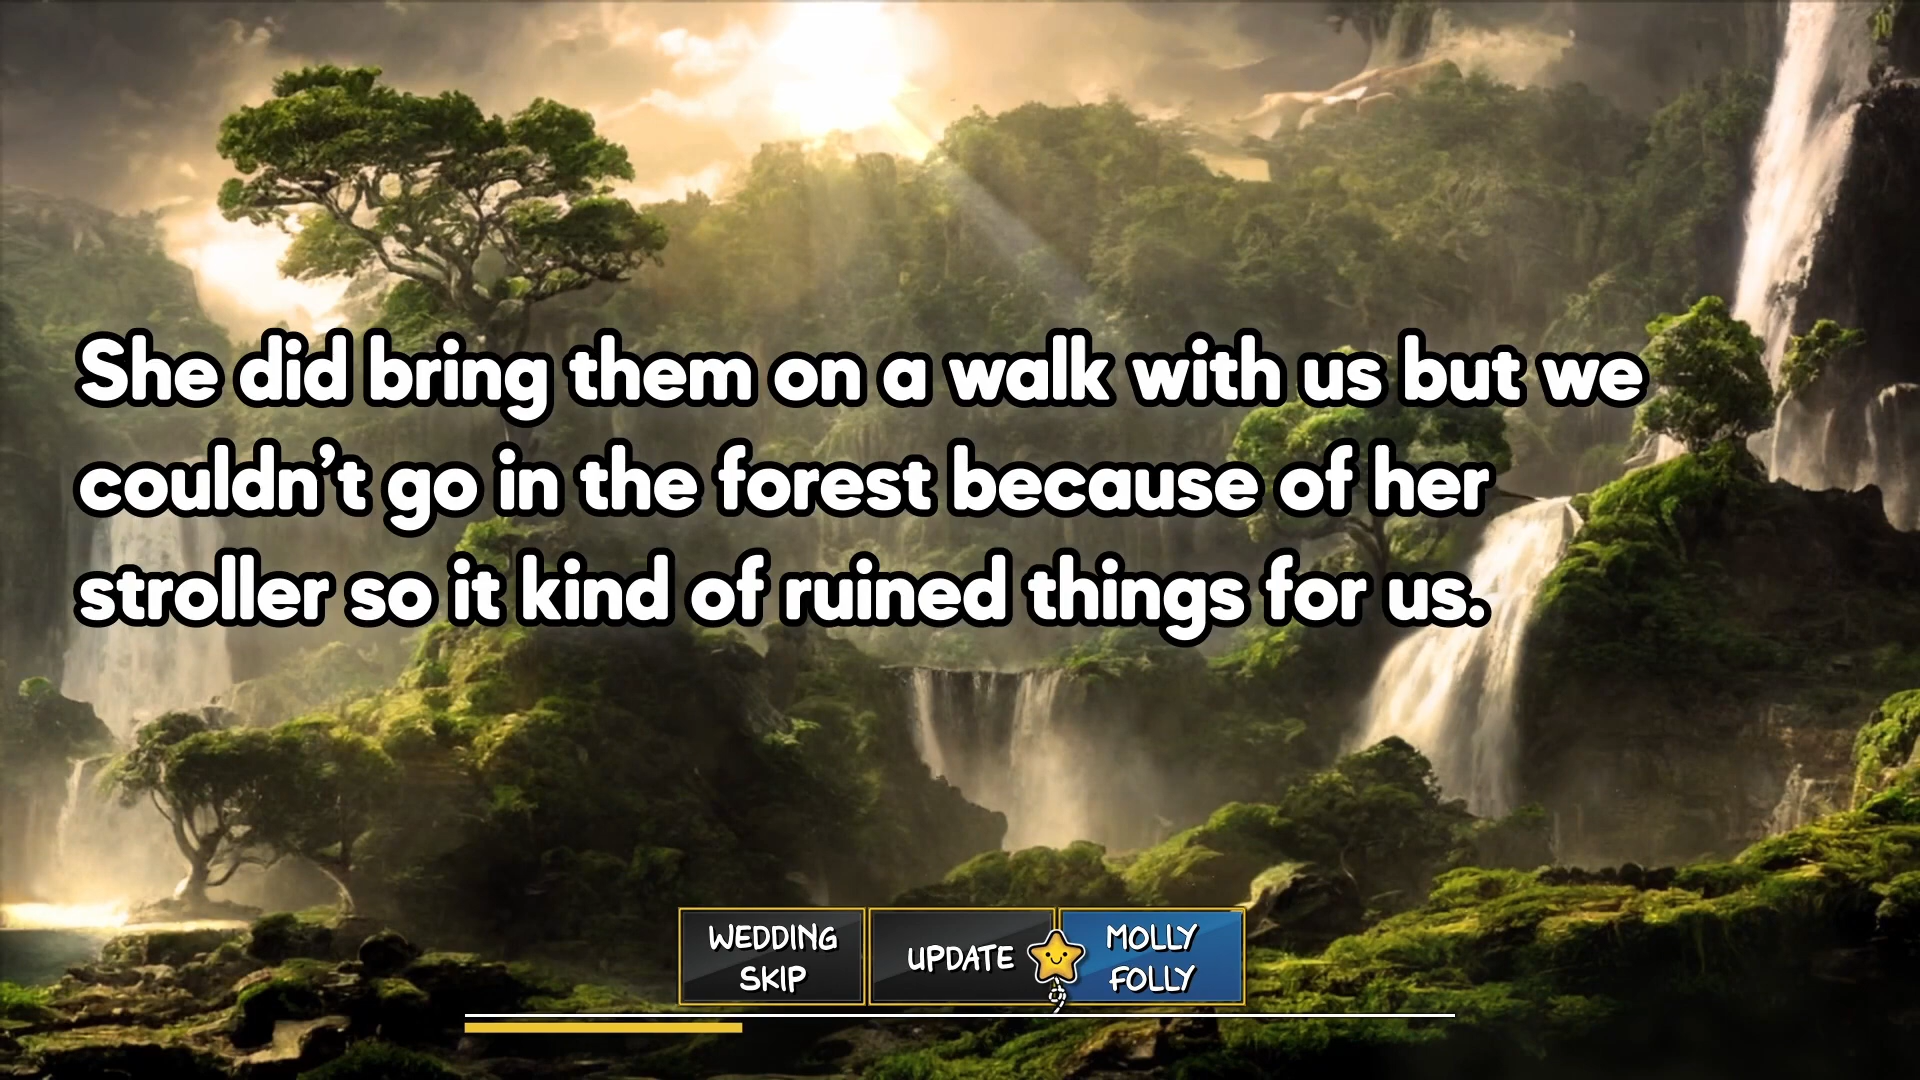 She did bring them on a walk with us but we
couldn't go in the forest because of her
stroller so it kind of ruined things for us.
WEDDING
SKIP
UPDATE
MOLLY
FOLLY